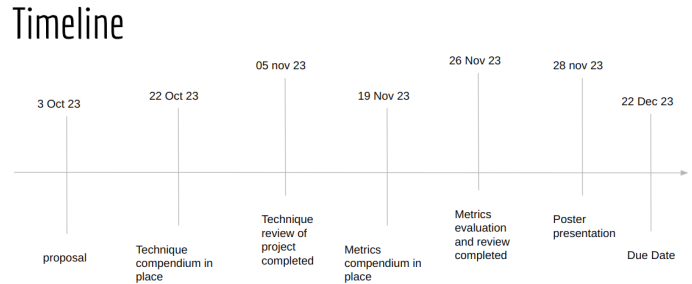 Timeline
3 Oct 23
22 Oct 23
05 nov 23
19 Nov 23
26 Nov 23
28 nov 23
22 Dec 23
proposal
Technique
compendium in
place
Technique
review of
project
completed
Metrics
compendium in
place
Metrics
evaluation
and review
completed
Poster
presentation
Due Date